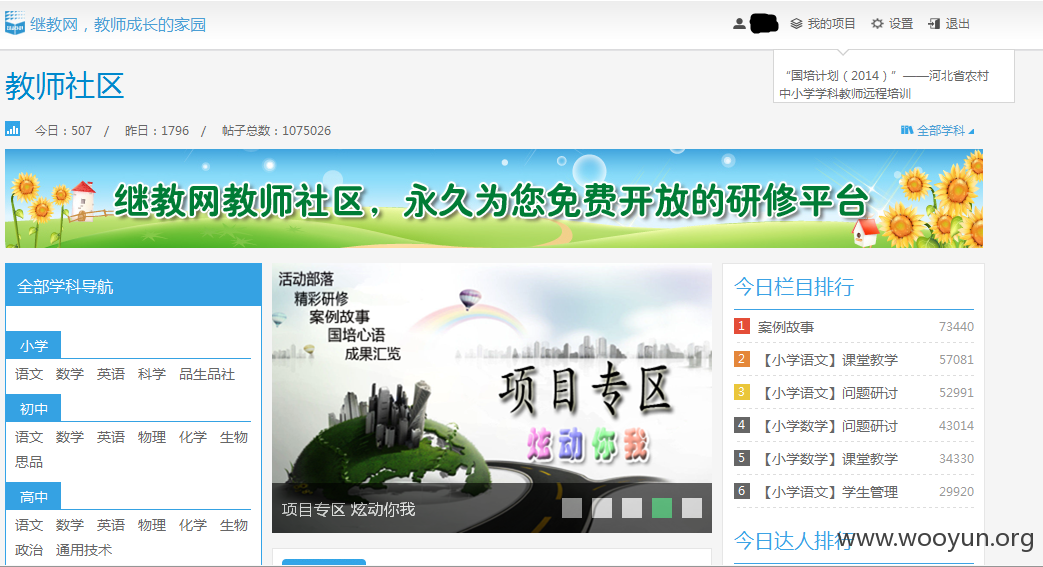 继教网，教师成长的家园
我的项目 设置 退出
“国培计划（2014）”——河北省农村
中小学学科教师远程培训
教师社区
今日：507 / 昨日：1796 / 帖子总数：1075026
全部学科
继教网教师社区，永久为您免费开放的研修平台
全部学科导航
小学
语文 数学 英语 科学 品生品社
初中
语文 数学 英语 物理 化学 生物
思品
高中
语文 数学 英语 物理 化学 生物
政治 通用技术
活动部落
精彩研修
案例故事
国培心语
成果汇览
项目专区
炫动你我
项目专区 炫动你我
今日栏目排行
1 案例故事 73440
2 【小学语文】课堂教学 57081
3 【小学语文】问题研讨 52991
4 【小学数学】问题研讨 43014
5 【小学数学】课堂教学 34330
6 【小学语文】学生管理 29920
今日达人排行
www.wooyun.org